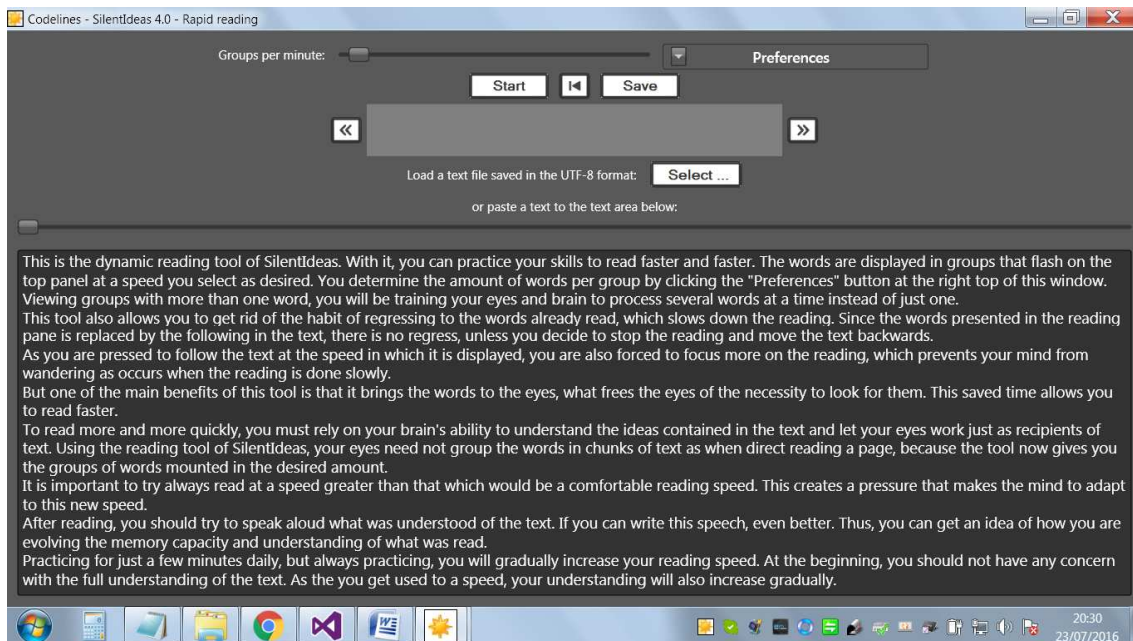 Codelines - SilentIdeas 4.0 - Rapid reading
Groups per minute:
Preferences
Start
Save
Load a text file saved in the UTF-8 format:
Select ...
or paste a text to the text area below:
This is the dynamic reading tool of SilentIdeas. With it, you can practice your skills to read faster and faster. The words are displayed in groups that flash on the
top panel at a speed you select as desired. You determine the amount of words per group by clicking the "Preferences" button at the right top of this window.
Viewing groups with more than one word, you will be training your eyes and brain to process several words at a time instead of just one.
This tool also allows you to get rid of the habit of regressing to the words already read, which slows down the reading. Since the words presented in the reading
pane is replaced by the following in the text, there is no regress, unless you decide to stop the reading and move the text backwards.
As you are pressed to follow the text at the speed in which it is displayed, you are also forced to focus more on the reading, which prevents your mind from
wandering as occurs when the reading is done slowly.
But one of the main benefits of this tool is that it brings the words to the eyes, what frees the eyes of the necessity to look for them. This saved time allows you
to read faster.
To read more and more quickly, you must rely on your brain's ability to understand the ideas contained in the text and let your eyes work just as recipients of
text. Using the reading tool of SilentIdeas, your eyes need not group the words in chunks of text as when direct reading a page, because the tool now gives you
the groups of words mounted in the desired amount.
It is important to try always read at a speed greater than that which would be a comfortable reading speed. This creates a pressure that makes the mind to adapt
to this new speed.
After reading, you should try to speak aloud what was understood of the text. If you can write this speech, even better. Thus, you can get an idea of how you are
evolving the memory capacity and understanding of what was read.
Practicing for just a few minutes daily, but always practicing, you will gradually increase your reading speed. At the beginning, you should not have any concern
with the full understanding of the text. As the you get used to a speed, your understanding will also increase gradually.
20:30
23/07/2016